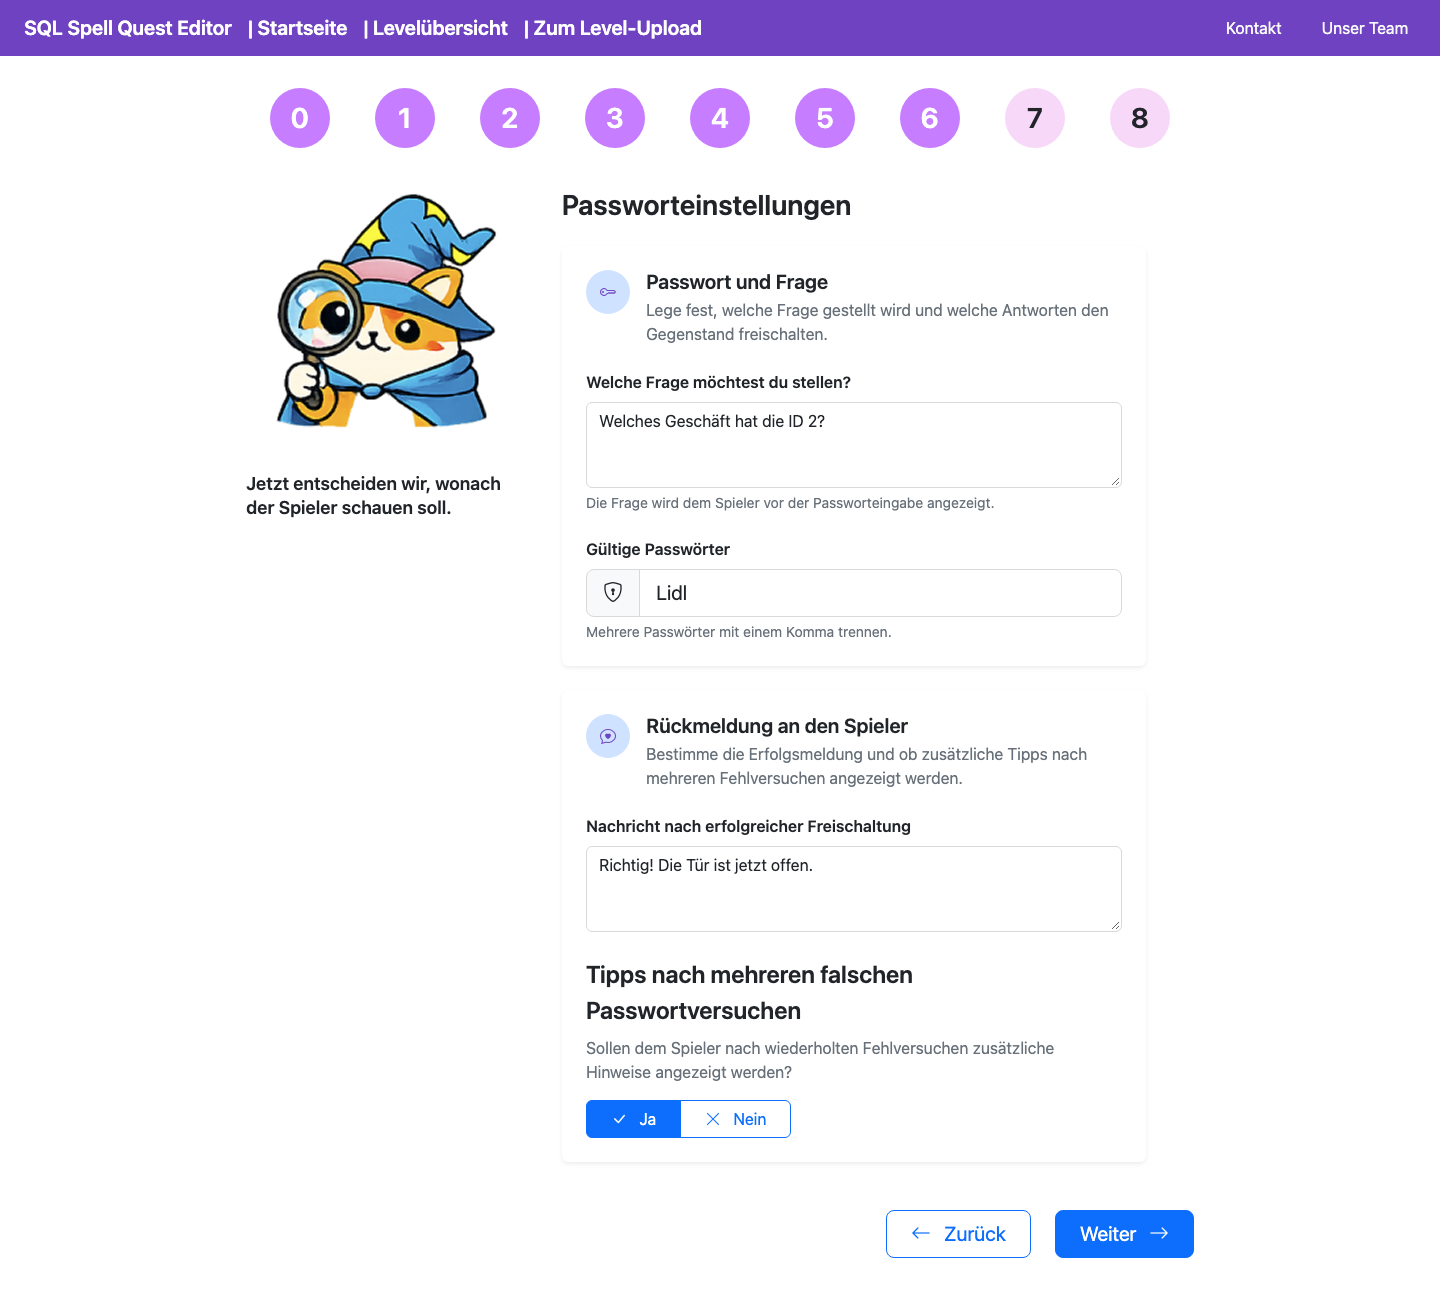 SQL Spell Quest Editor | Startseite | Levelübersicht | Zum Level-Upload Kontakt Unser Team
0 1 2 3 4 5 6 7 8
Passworteinstellungen
Passwort und Frage
Lege fest, welche Frage gestellt wird und welche Antworten den
Gegenstand freischalten.
Welche Frage möchtest du stellen?
Welches Geschäft hat die ID 2?
Die Frage wird dem Spieler vor der Passworteingabe angezeigt.
Jetzt entscheiden wir, wonach
der Spieler schauen soll.
Gültige Passwörter
Lidl
Mehrere Passwörter mit einem Komma trennen.
Rückmeldung an den Spieler
Bestimme die Erfolgsmeldung und ob zusätzliche Tipps nach
mehreren Fehlversuchen angezeigt werden.
Nachricht nach erfolgreicher Freischaltung
Richtig! Die Tür ist jetzt offen.
Tipps nach mehreren falschen
Passwortversuchen
Sollen dem Spieler nach wiederholten Fehlversuchen zusätzliche
Hinweise angezeigt werden?
Ja Nein
Zurück Weiter